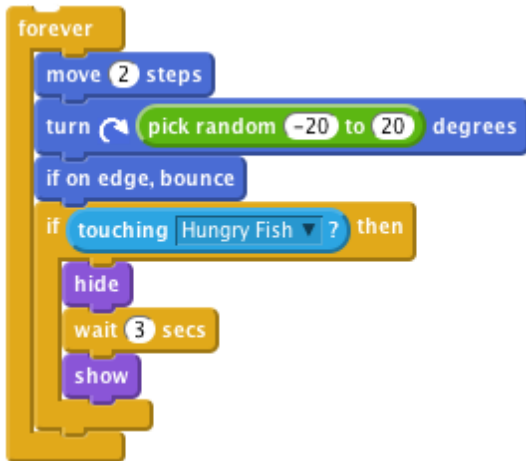 forever
move 2 steps
turn pick random -20 to 20 degrees
if on edge, bounce
if touching Hungry Fish ? then
hide
wait 3 secs
show